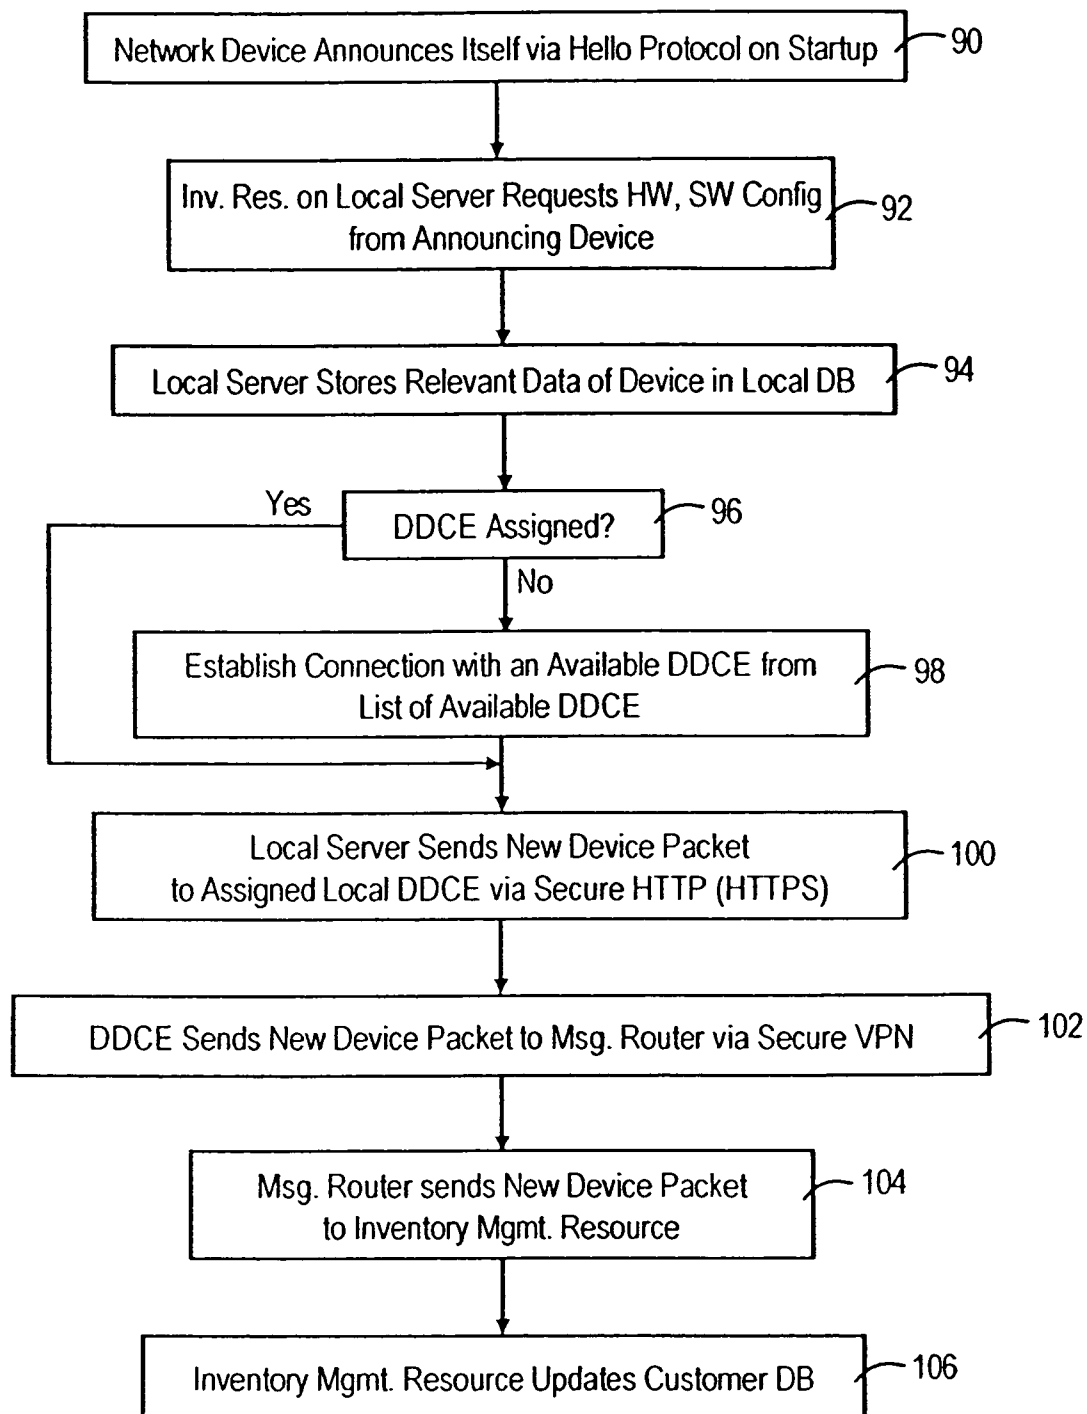 Network Device Announces Itself via Hello Protocol on Startup
90
Inv. Res. on Local Server Requests HW, SW Config
from Announcing Device
92
Local Server Stores Relevant Data of Device in Local DB
94
DDCE Assigned?
96
Yes
No
Establish Connection with an Available DDCE from
List of Available DDCE
98
Local Server Sends New Device Packet
to Assigned Local DDCE via Secure HTTP (HTTPS)
100
DDCE Sends New Device Packet to Msg. Router via Secure VPN
102
Msg. Router sends New Device Packet
to Inventory Mgmt. Resource
104
Inventory Mgmt. Resource Updates Customer DB
106